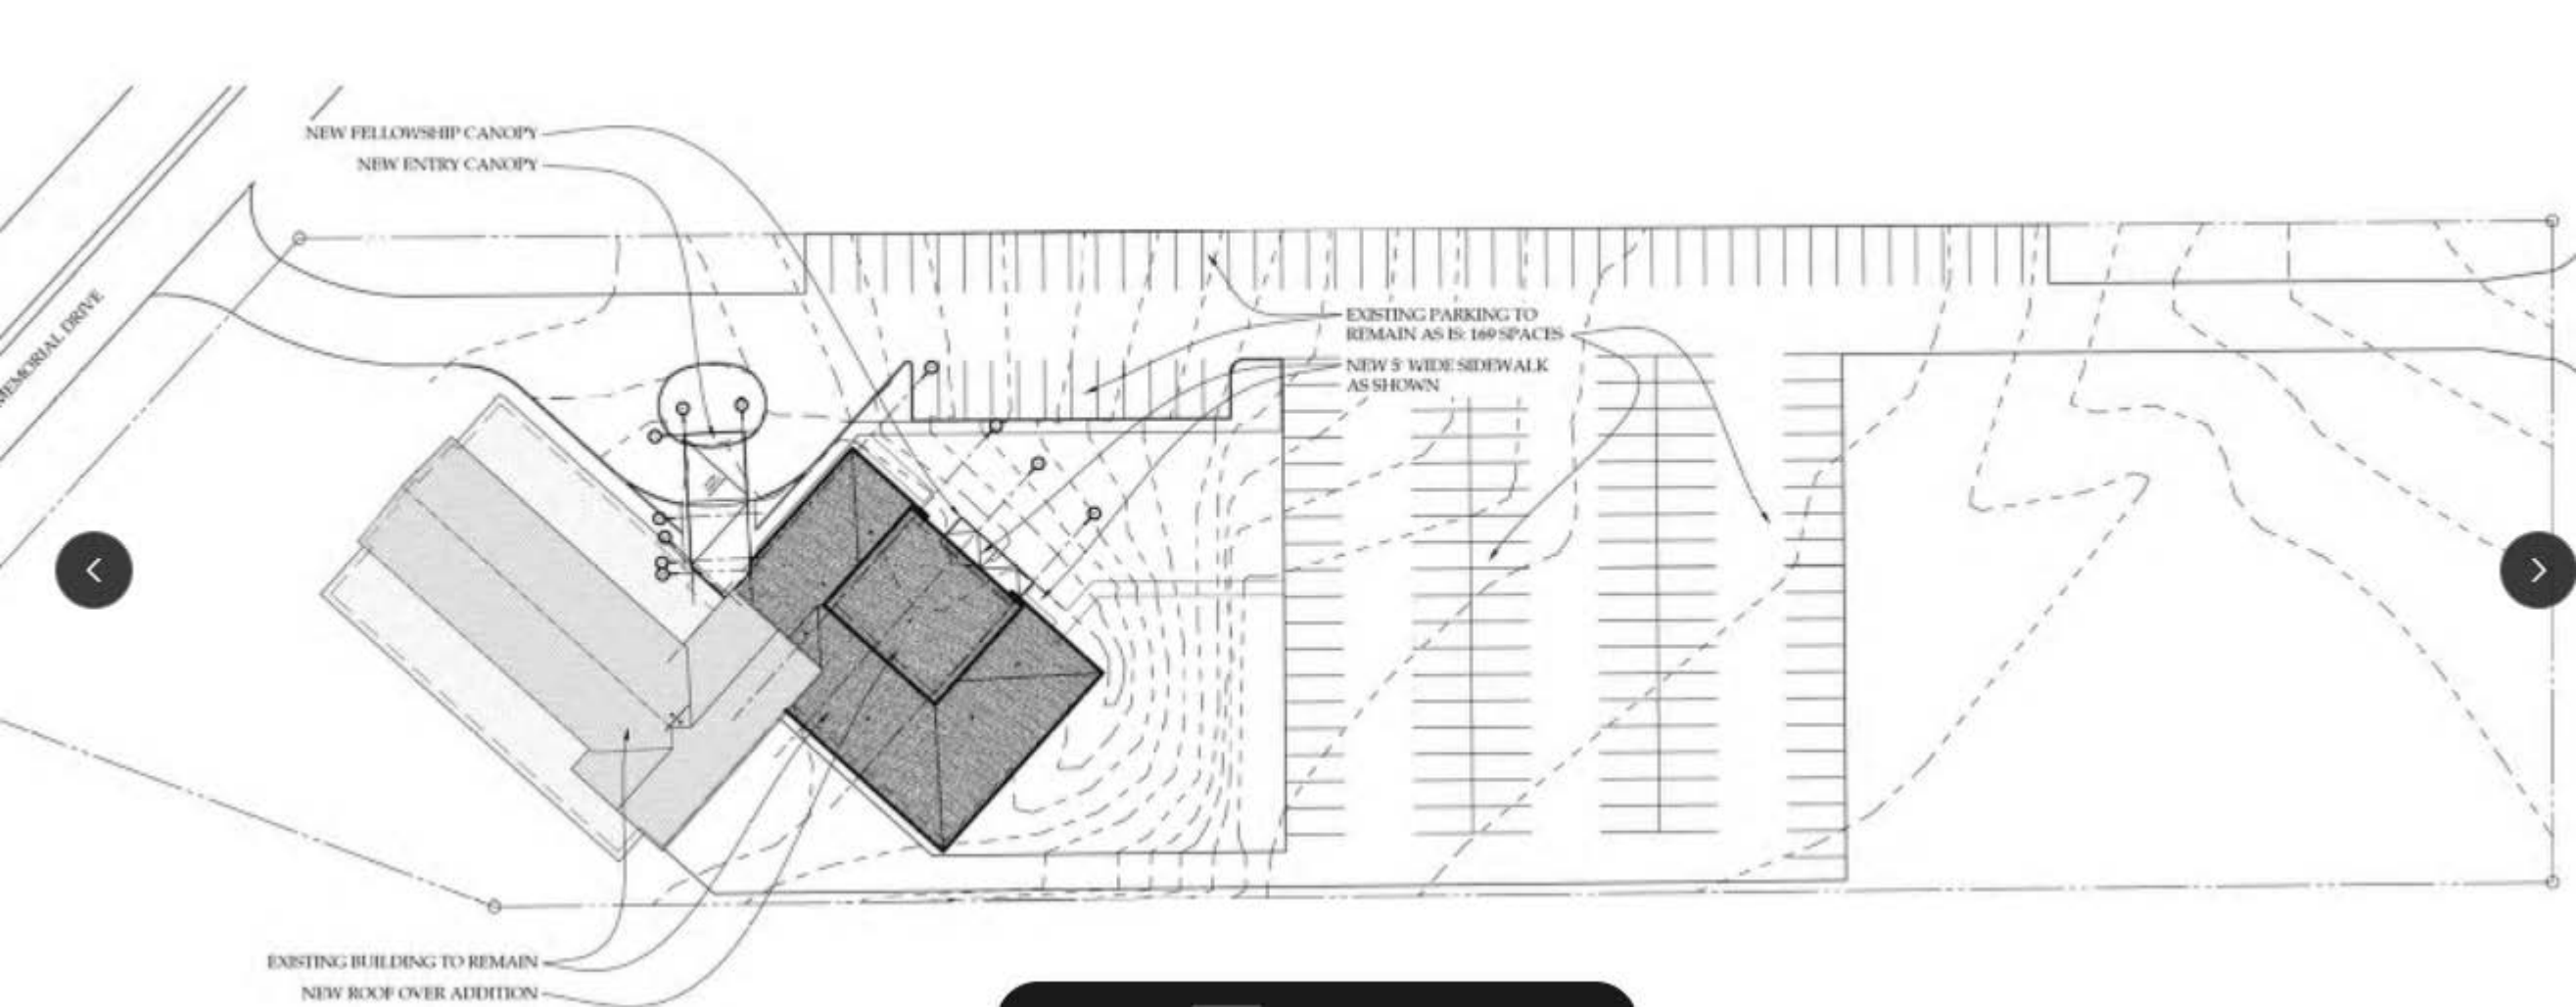 NEW FELLOWSHIP CANOPY
NEW ENTRY CANOPY
MEMORIAL DRIVE
EXISTING PARKING TO
REMAIN AS IS: 169 SPACES
NEW 5' WIDE SIDEWALK
AS SHOWN
EXISTING BUILDING TO REMAIN
NEW ROOF OVER ADDITION